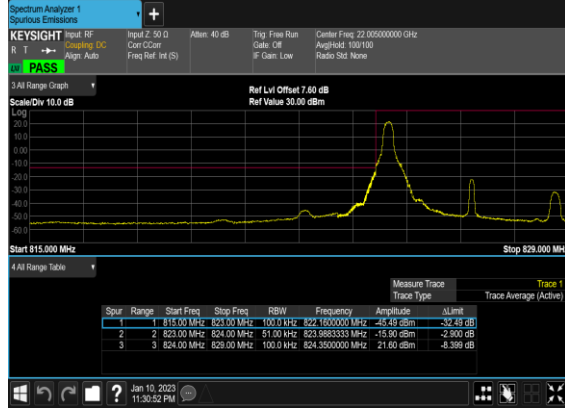 Spectrum Analyzer 1
Spurious Emissions
+
KEYSIGHT Input: RF
R T Coupling: DC
Align: Auto
Input Z: 50 Ω
Corr CCorr
Freq Ref: Int (S)
Atten: 40 dB
Trig: Free Run
Gate: Off
IF Gain: Low
Center Freq: 22.005000000 GHz
Avg|Hold: 100/100
Radio Std: None
PASS
3 All Range Graph
Ref Lvl Offset 7.60 dB
Scale/Div 10.0 dB
Ref Value 30.00 dBm
Log
20.0
10.0
0.00
-10.0
-20.0
-30.0
-40.0
-50.0
-60.0
Start 815.000 MHz
Stop 829.000 MH
4 All Range Table
Measure Trace Trace 1
Trace Type Trace Average (Active)
Spur Range Start Freq Stop Freq RBW Frequency Amplitude ΔLimit
1 1 815.00 MHz 823.00 MHz 100.0 kHz 822.1600000 MHz -45.49 dBm -32.49 dB
2 2 823.00 MHz 824.00 MHz 51.00 kHz 823.9883333 MHz -15.90 dBm -2.900 dB
3 3 824.00 MHz 829.00 MHz 100.0 kHz 824.3500000 MHz 21.60 dBm -8.399 dB
?
Jan 10, 2023
11:30:52 PM